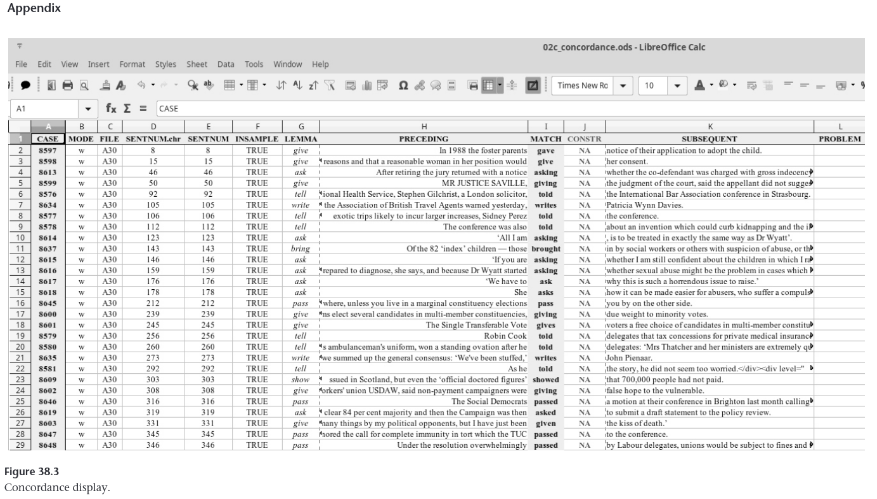 Appendix
02c_concordance.ods - LibreOffice Calc
File Edit View Insert Format Styles Sheet Data Tools Window Help
Times New Ro 10
A1 fx Σ = CASE
A B C D E F G H I J K L
1 CASE MODE FILE SENTNUM.chr SENTNUM INSAMPLE LEMMA PRECEDING MATCH CONSTR SUBSEQUENT PROBLEM
2 8597 w A30 8 8 TRUE give In 1988 the foster parents gave NA notice of their application to adopt the child.
3 8598 w A30 15 15 TRUE give reasons and that a reasonable woman in her position would give NA her consent.
4 8613 w A30 46 46 TRUE ask After retiring the jury returned with a notice asking NA whether the co-defendant was charged with gross indecency
5 8599 w A30 50 50 TRUE give MR JUSTICE SAVILLE, giving NA the judgment of the court, said the appellant did not sugges
6 8576 w A30 92 92 TRUE tell ional Health Service, Stephen Gilchrist, a London solicitor, told NA the International Bar Association conference in Strasbourg.
7 8634 w A30 105 105 TRUE write the Association of British Travel Agents warned yesterday, writes NA Patricia Wynn Davies.
8 8577 w A30 106 106 TRUE tell exotic trips likely to incur larger increases, Sidney Perez told NA the conference.
9 8578 w A30 112 112 TRUE tell The conference was also told NA about an invention which could curb kidnapping and the i
10 8614 w A30 123 123 TRUE ask 'All I am asking NA , is to be treated in exactly the same way as Dr Wyatt'.
11 8637 w A30 143 143 TRUE bring Of the 82 'index' children — those brought NA in by social workers or others with suspicion of abuse, or th
12 8615 w A30 146 146 TRUE ask 'If you are asking NA whether I am still confident about the children in which I
13 8616 w A30 159 159 TRUE ask repared to diagnose, she says, and because Dr Wyatt started asking NA whether sexual abuse might be the problem in cases which
14 8617 w A30 176 176 TRUE ask 'We have to ask NA why this is such a horrendous issue to raise.'
15 8618 w A30 178 178 TRUE ask She asks NA how it can be made easier for abusers, who suffer a compuls
16 8645 w A30 212 212 TRUE pass where, unless you live in a marginal constituency elections pass NA you by on the other side.
17 8600 w A30 239 239 TRUE give ns elect several candidates in multi-member constituencies, giving NA due weight to minority votes.
18 8601 w A30 245 245 TRUE give The Single Transferable Vote gives NA voters a free choice of candidates in multi-member constitu
19 8579 w A30 256 256 TRUE tell Robin Cook told NA delegates that tax concessions for private medical insuranc
20 8580 w A30 260 260 TRUE tell s ambulanceman's uniform, won a standing ovation after he told NA delegates: 'Mrs Thatcher and her ministers are extremely q
21 8635 w A30 273 273 TRUE write we summed up the general consensus: 'We've been stuffed,' writes NA John Pienaar.
22 8581 w A30 292 292 TRUE tell As he told NA the story, he did not seem too worried.</div><div level="
23 8609 w A30 303 303 TRUE show ssued in Scotland, but even the 'official doctored figures' showed NA that 700,000 people had not paid.
24 8602 w A30 308 308 TRUE give orkers' union USDAW, said non-payment campaigners were giving NA false hope to the vulnerable.
25 8646 w A30 316 316 TRUE pass The Social Democrats passed NA a motion at their conference in Brighton last month calling
26 8619 w A30 319 319 TRUE ask clear 84 per cent majority and then the Campaign was then asked NA to submit a draft statement to the policy review.
27 8603 w A30 331 331 TRUE give many things by my political opponents, but I have just been given NA the kiss of death.'
28 8647 w A30 345 345 TRUE pass sored the call for complete immunity in tort which the TUC passed NA to the conference.
29 8648 w A30 346 346 TRUE pass Under the resolution overwhelmingly passed NA by Labour delegates, unions would be subject to fines and
Figure 38.3
Concordance display.